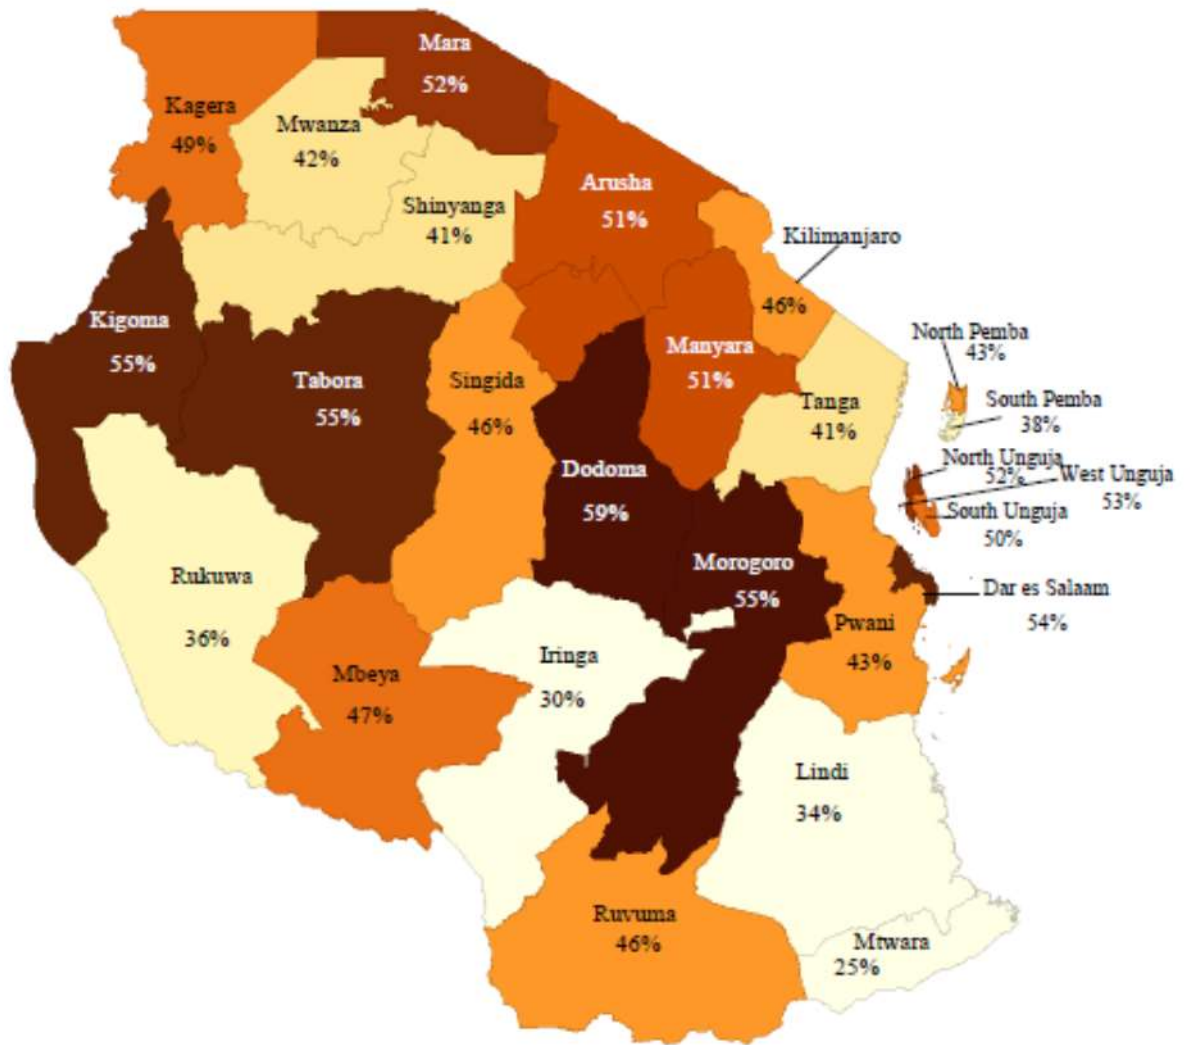 Mara
52%
Kagera
49%
Mwanza
42%
Arusha
51%
Shinyanga
41%
Kilimanjaro
46%
Kigoma
55%
Tabora
55%
Singida
46%
Manyara
51%
Tanga
41%
North Pemba
43%
South Pemba
38%
North Unguja
52%
West Unguja
53%
South Unguja
50%
Dodoma
59%
Morogoro
55%
Dar es Salaam
54%
Rukuwa
36%
Pwani
43%
Iringa
30%
Mbeya
47%
Lindi
34%
Ruvuma
46%
Mtwara
25%